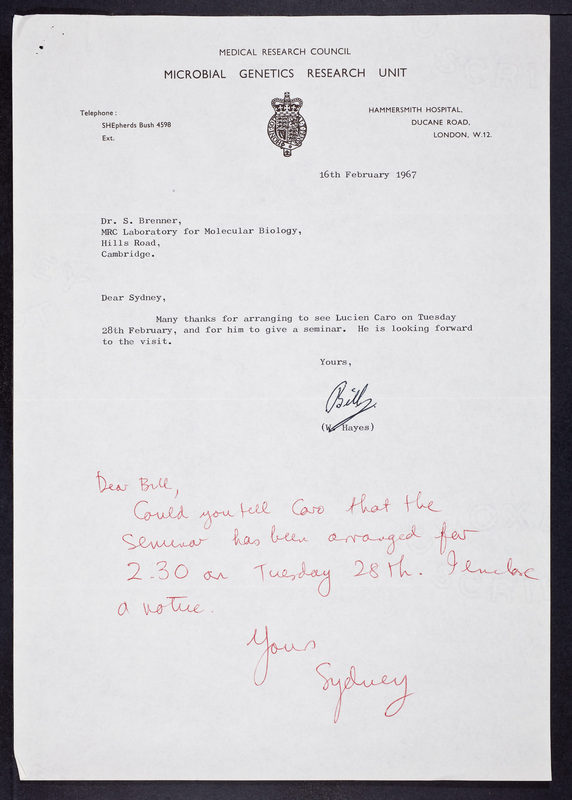 MEDICAL RESEARCH COUNCIL
MICROBIAL GENETICS RESEARCH UNIT
Telephone:
SHEpherds Bush 4598
Ext.
HAMMERSMITH HOSPITAL,
DUCANE ROAD,
LONDON, W.12.
16th February 1967
Dr. S. Brenner,
MRC Laboratory for Molecular Biology,
Hills Road,
Cambridge.
Dear Sydney,
Many thanks for arranging to see Lucien Caro on Tuesday
28th February, and for him to give a seminar. He is looking forward
to the visit.
Yours,
Bill
(W. Hayes)
Dear Bill,
Could you tell Caro that the
seminar has been arranged for
2.30 on Tuesday 28th. I enclose
a notice.
Yours
Sydney